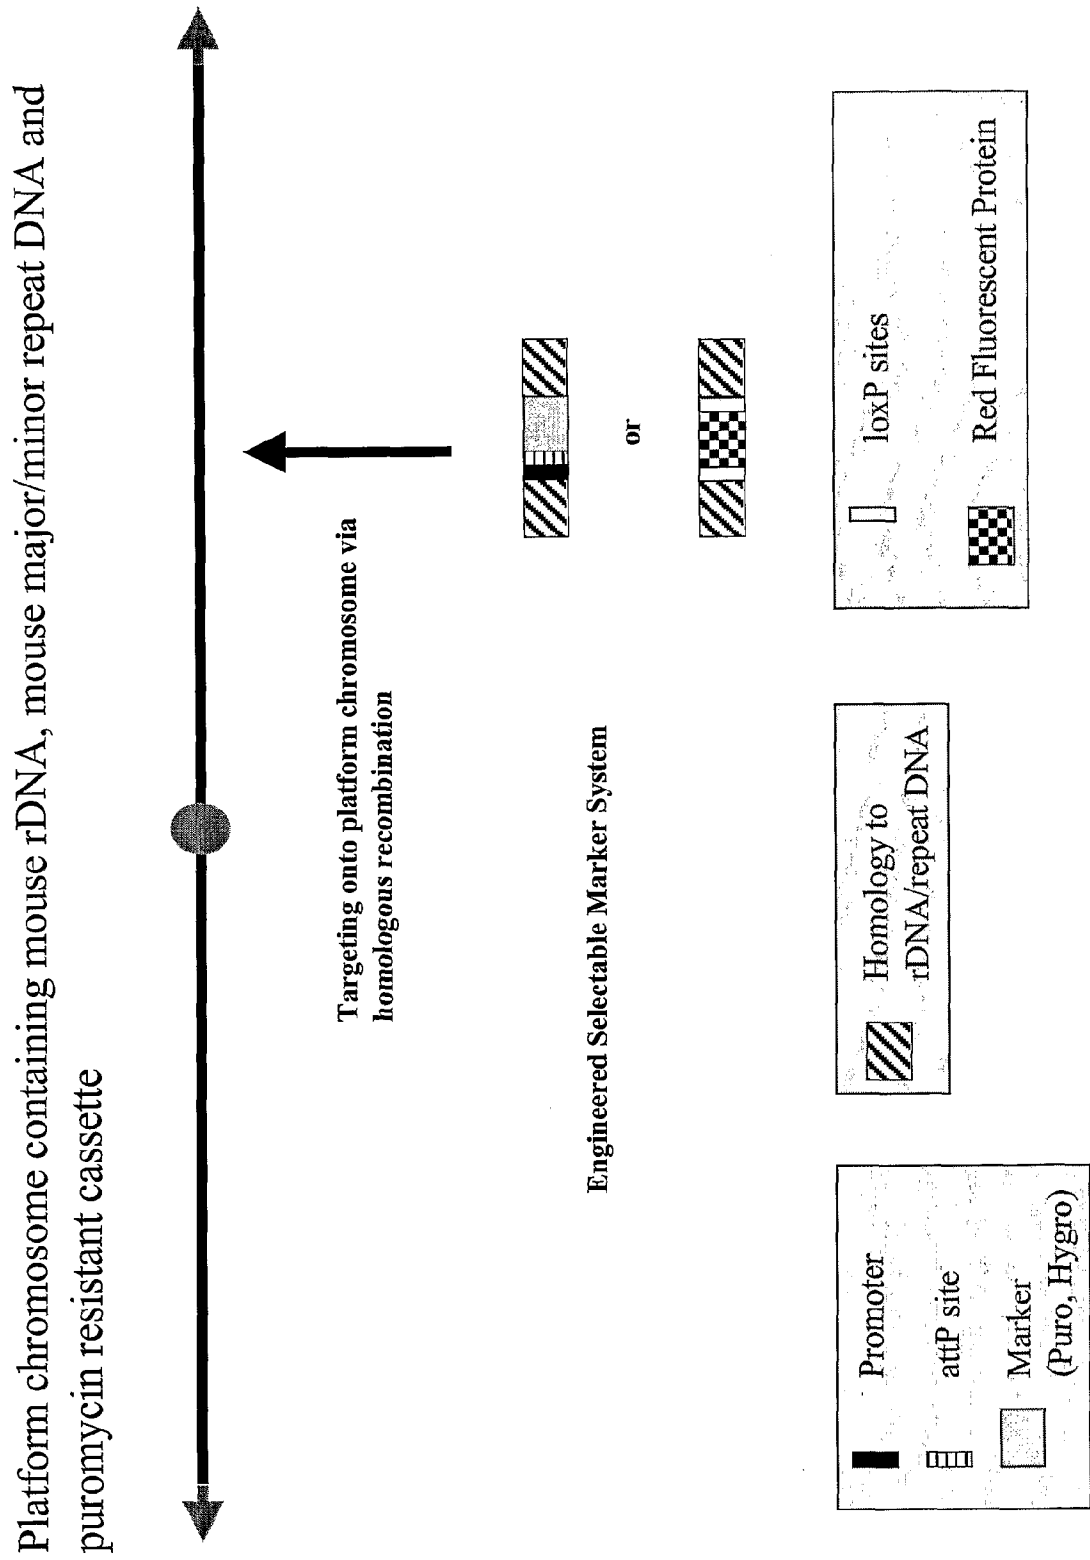 Platform chromosome containing mouse rDNA, mouse major/minor repeat DNA and
puromycin resistant cassette
Targeting onto platform chromosome via
homologous recombination
Engineered Selectable Marker System
or
Promoter
attP site
Marker
(Puro, Hygro)
Homology to
rDNA/repeat DNA
loxP sites
Red Fluorescent Protein